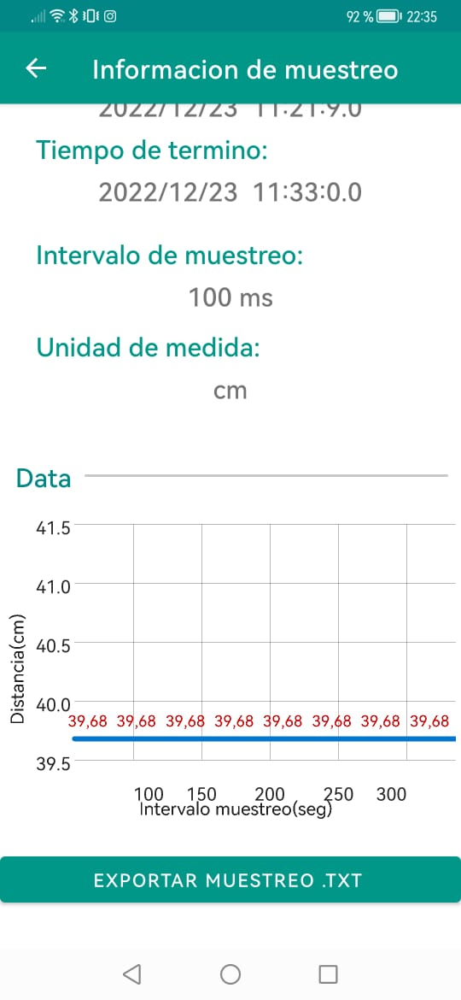 92 % 22:35
Informacion de muestreo
2022/12/23 11:21:9.0
Tiempo de termino:
2022/12/23 11:33:0.0
Intervalo de muestreo:
100 ms
Unidad de medida:
cm
Data
41.5
41.0
40.5
40.0
39.5
Distancia(cm)
39,68 39,68 39,68 39,68 39,68 39,68 39,68 39,68
100 150 200 250 300
Intervalo muestreo(seg)
EXPORTAR MUESTREO .TXT